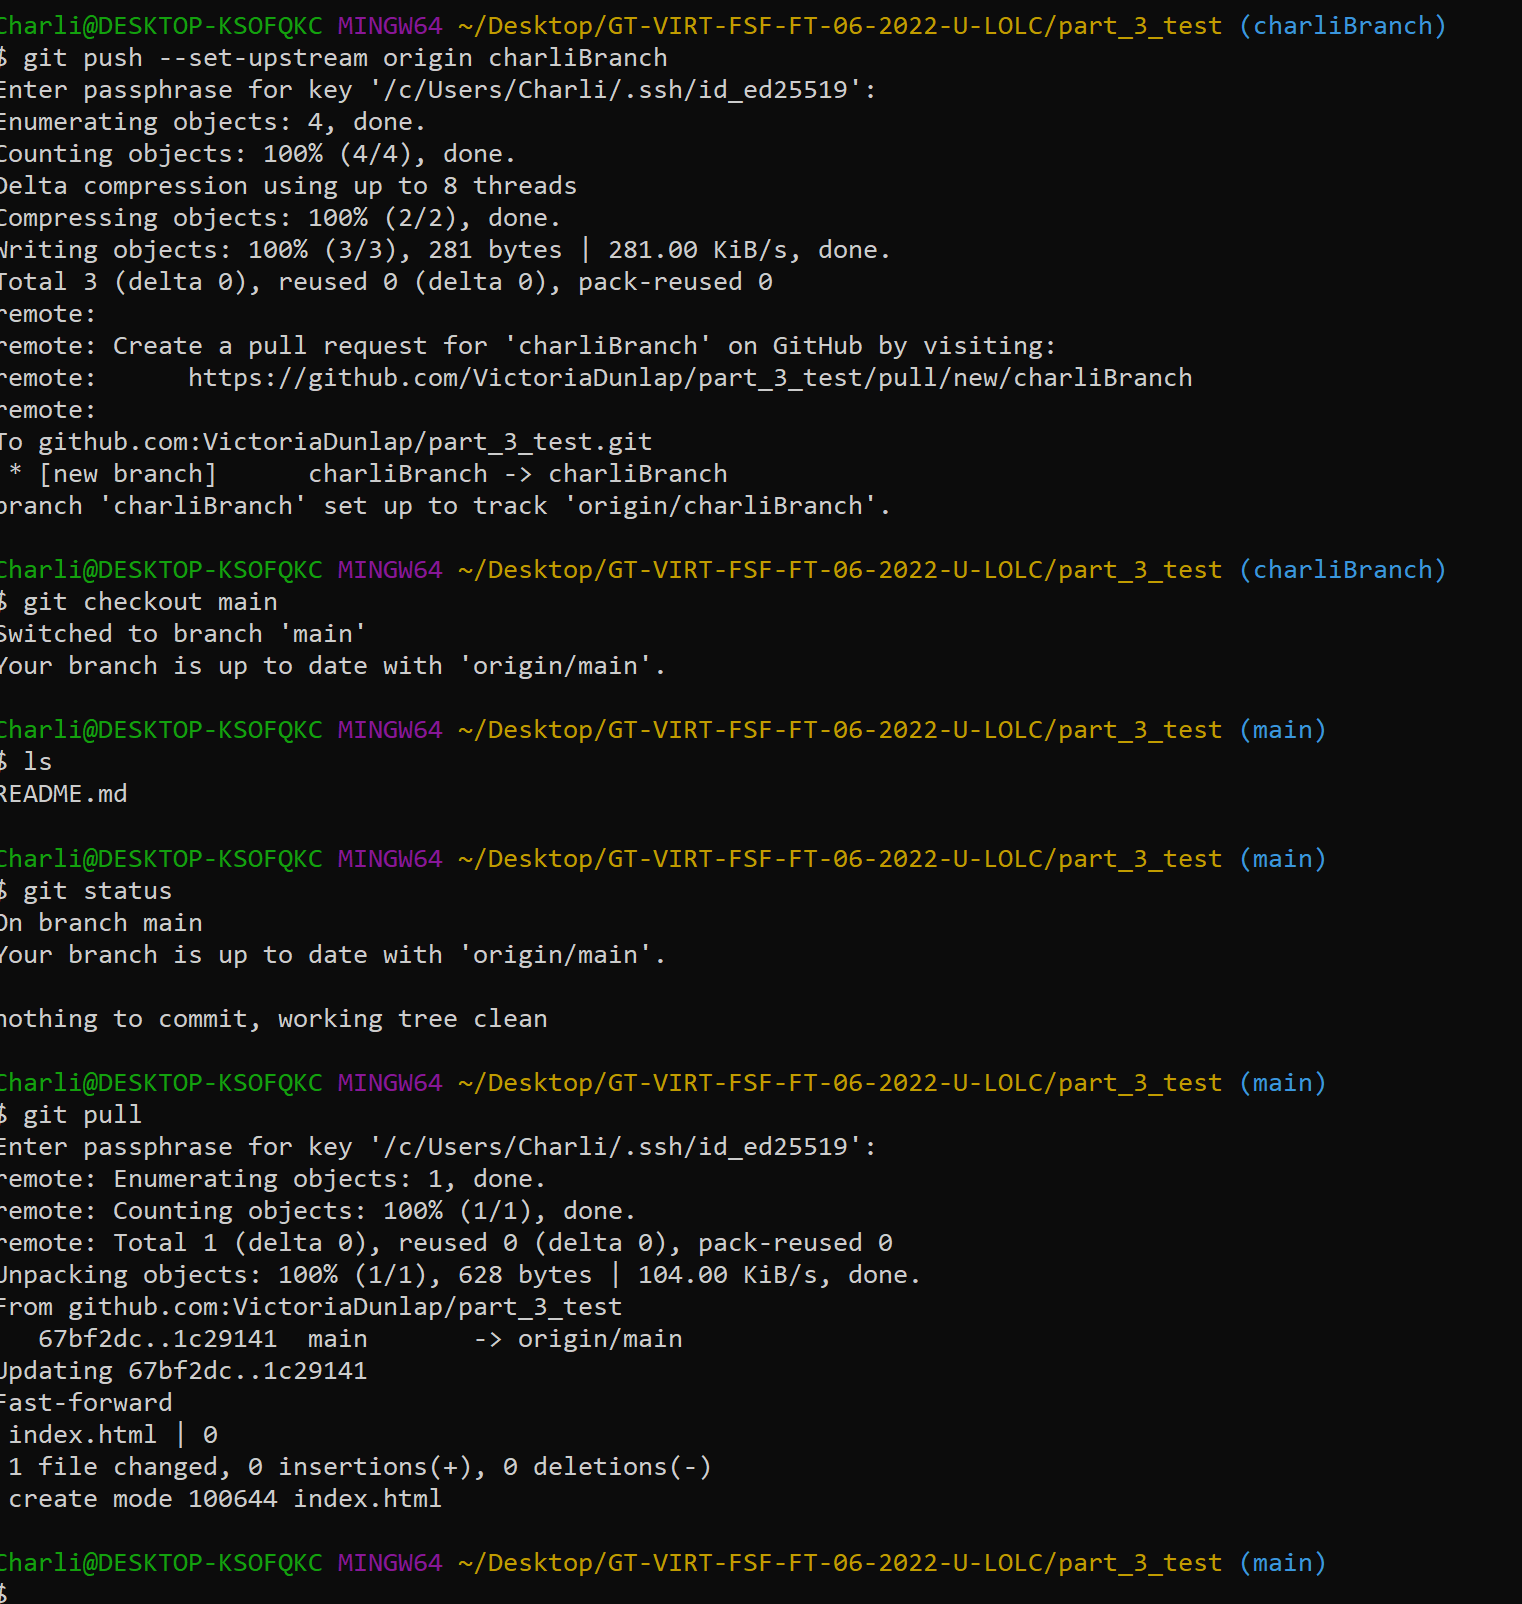 Charli@DESKTOP-KSOFQKC MINGW64 ~/Desktop/GT-VIRT-FSF-FT-06-2022-U-LOLC/part_3_test (charliBranch)
$ git push --set-upstream origin charliBranch
Enter passphrase for key '/c/Users/Charli/.ssh/id_ed25519':
Enumerating objects: 4, done.
Counting objects: 100% (4/4), done.
Delta compression using up to 8 threads
Compressing objects: 100% (2/2), done.
Writing objects: 100% (3/3), 281 bytes | 281.00 KiB/s, done.
Total 3 (delta 0), reused 0 (delta 0), pack-reused 0
remote:
remote: Create a pull request for 'charliBranch' on GitHub by visiting:
remote:      https://github.com/VictoriaDunlap/part_3_test/pull/new/charliBranch
remote:
To github.com:VictoriaDunlap/part_3_test.git
 * [new branch]      charliBranch -> charliBranch
branch 'charliBranch' set up to track 'origin/charliBranch'.
Charli@DESKTOP-KSOFQKC MINGW64 ~/Desktop/GT-VIRT-FSF-FT-06-2022-U-LOLC/part_3_test (charliBranch)
$ git checkout main
Switched to branch 'main'
Your branch is up to date with 'origin/main'.
Charli@DESKTOP-KSOFQKC MINGW64 ~/Desktop/GT-VIRT-FSF-FT-06-2022-U-LOLC/part_3_test (main)
$ ls
README.md
Charli@DESKTOP-KSOFQKC MINGW64 ~/Desktop/GT-VIRT-FSF-FT-06-2022-U-LOLC/part_3_test (main)
$ git status
On branch main
Your branch is up to date with 'origin/main'.
nothing to commit, working tree clean
Charli@DESKTOP-KSOFQKC MINGW64 ~/Desktop/GT-VIRT-FSF-FT-06-2022-U-LOLC/part_3_test (main)
$ git pull
Enter passphrase for key '/c/Users/Charli/.ssh/id_ed25519':
remote: Enumerating objects: 1, done.
remote: Counting objects: 100% (1/1), done.
remote: Total 1 (delta 0), reused 0 (delta 0), pack-reused 0
Unpacking objects: 100% (1/1), 628 bytes | 104.00 KiB/s, done.
From github.com:VictoriaDunlap/part_3_test
   67bf2dc..1c29141  main       -> origin/main
Updating 67bf2dc..1c29141
Fast-forward
 index.html | 0
 1 file changed, 0 insertions(+), 0 deletions(-)
 create mode 100644 index.html
Charli@DESKTOP-KSOFQKC MINGW64 ~/Desktop/GT-VIRT-FSF-FT-06-2022-U-LOLC/part_3_test (main)
$